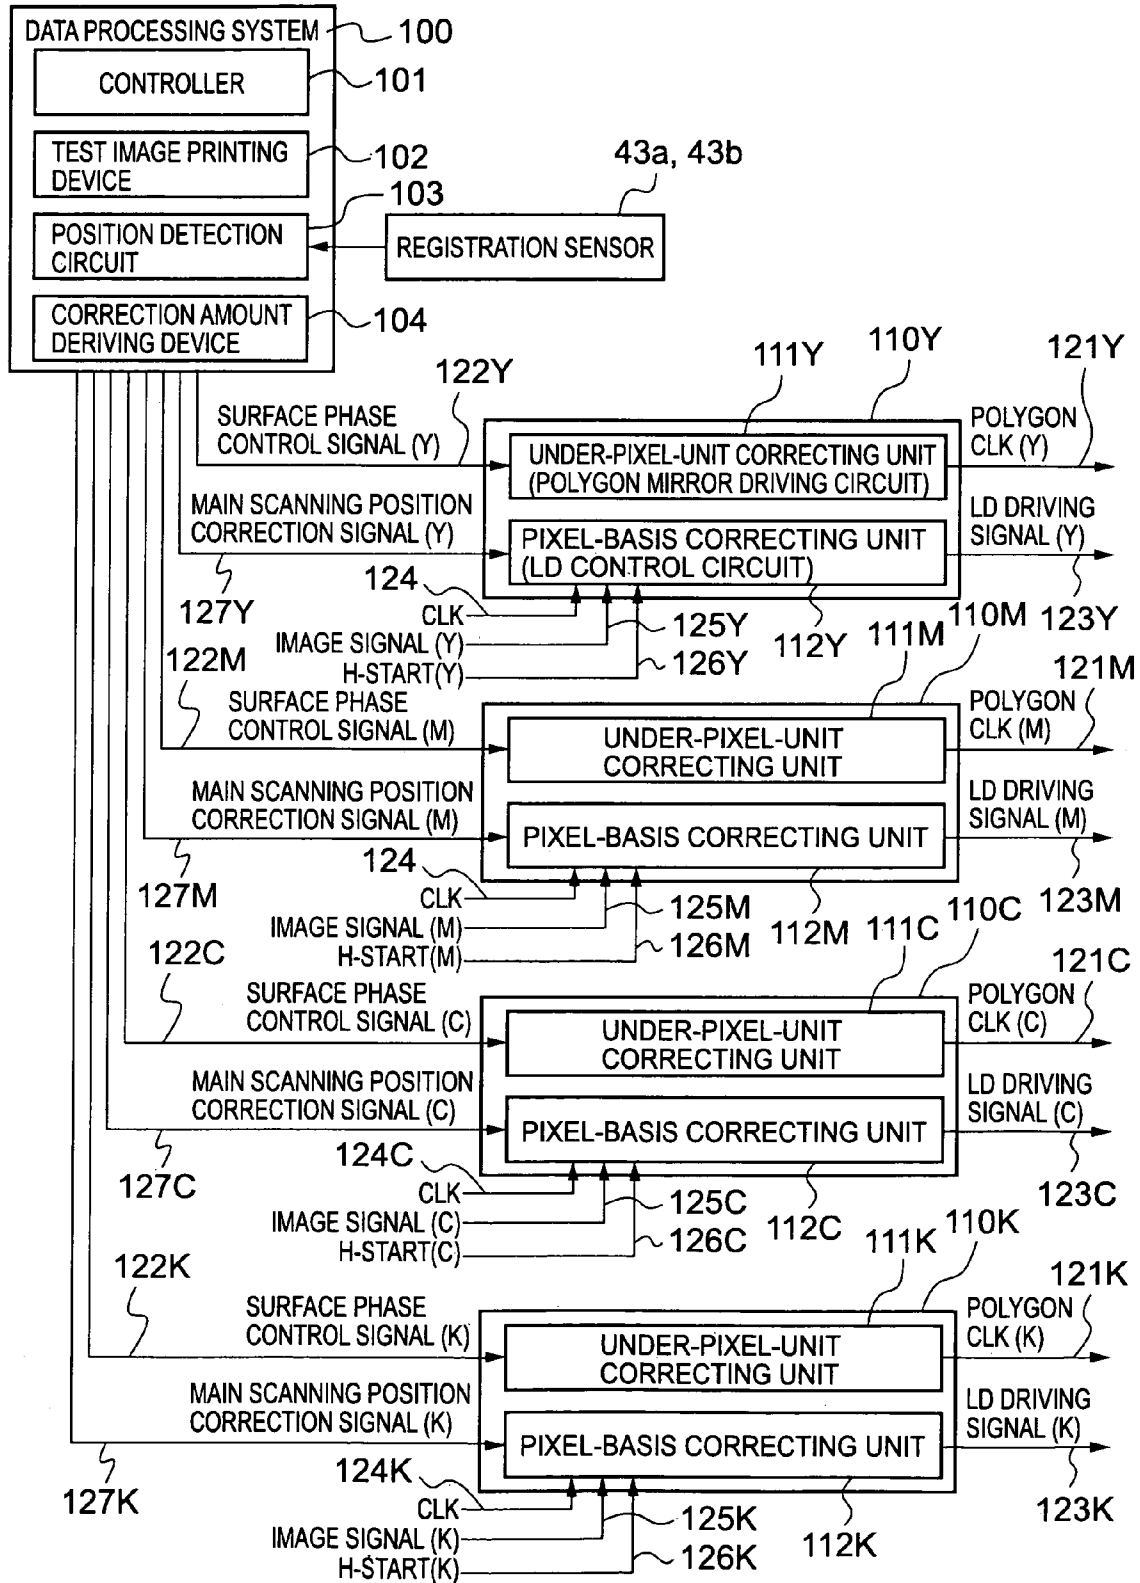 DATA PROCESSING SYSTEM 100
CONTROLLER 101
TEST IMAGE PRINTING
DEVICE
102
103
POSITION DETECTION
CIRCUIT
43a, 43b
REGISTRATION SENSOR
CORRECTION AMOUNT
DERIVING DEVICE
104
122Y
111Y
110Y
121Y
SURFACE PHASE
CONTROL SIGNAL (Y)
UNDER-PIXEL-UNIT CORRECTING UNIT
(POLYGON MIRROR DRIVING CIRCUIT)
POLYGON
CLK (Y)
MAIN SCANNING POSITION
CORRECTION SIGNAL (Y)
PIXEL-BASIS CORRECTING UNIT
(LD CONTROL CIRCUIT)
LD DRIVING
SIGNAL (Y)
127Y
124
CLK
IMAGE SIGNAL (Y)
H-START(Y)
125Y
126Y
112Y
123Y
122M
111M
110M
121M
SURFACE PHASE
CONTROL SIGNAL (M)
UNDER-PIXEL-UNIT
CORRECTING UNIT
POLYGON
CLK (M)
MAIN SCANNING POSITION
CORRECTION SIGNAL (M)
PIXEL-BASIS CORRECTING UNIT
LD DRIVING
SIGNAL (M)
127M
124
CLK
IMAGE SIGNAL (M)
H-START(M)
125M
126M
112M
123M
122C
111C
110C
121C
SURFACE PHASE
CONTROL SIGNAL (C)
UNDER-PIXEL-UNIT
CORRECTING UNIT
POLYGON
CLK (C)
MAIN SCANNING POSITION
CORRECTION SIGNAL (C)
PIXEL-BASIS CORRECTING UNIT
LD DRIVING
SIGNAL (C)
127C
124C
CLK
IMAGE SIGNAL (C)
H-START(C)
125C
126C
112C
123C
122K
111K
110K
121K
SURFACE PHASE
CONTROL SIGNAL (K)
UNDER-PIXEL-UNIT
CORRECTING UNIT
POLYGON
CLK (K)
MAIN SCANNING POSITION
CORRECTION SIGNAL (K)
PIXEL-BASIS CORRECTING UNIT
LD DRIVING
SIGNAL (K)
127K
124K
CLK
IMAGE SIGNAL (K)
H-START(K)
125K
126K
112K
123K